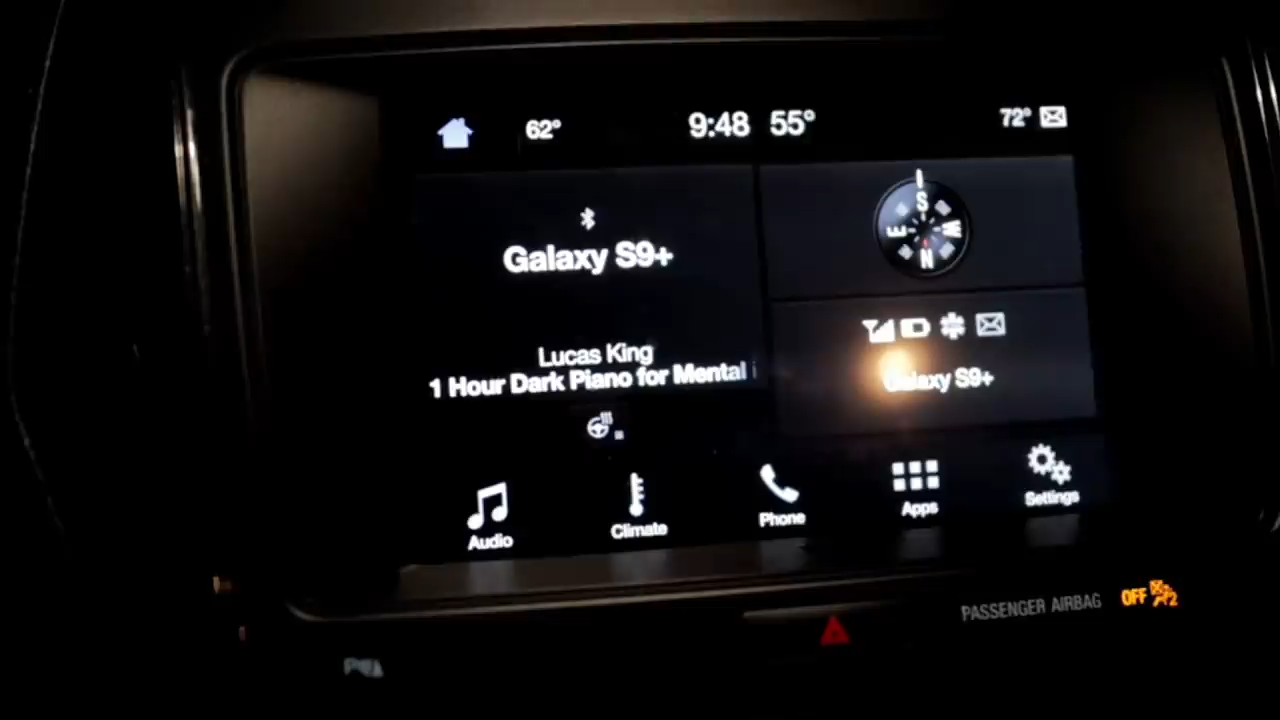 62° 9:48 55° 72°
Galaxy S9+
S
E W
N
Lucas King
1 Hour Dark Piano for Mental
Galaxy S9+
Audio Climate Phone Apps Settings
PASSENGER AIRBAG OFF 2